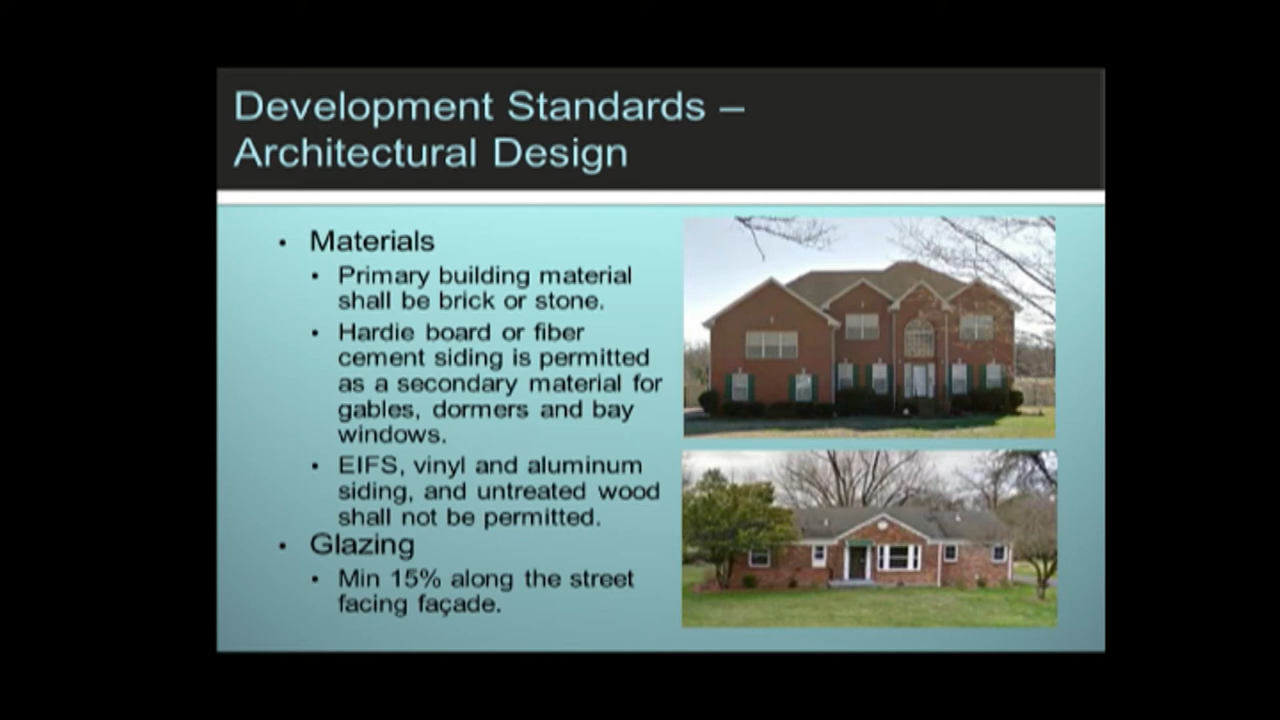 Development Standards –
Architectural Design
• Materials
• Primary building material
shall be brick or stone.
• Hardie board or fiber
cement siding is permitted
as a secondary material for
gables, dormers and bay
windows.
• EIFS, vinyl and aluminum
siding, and untreated wood
shall not be permitted.
• Glazing
• Min 15% along the street
facing façade.